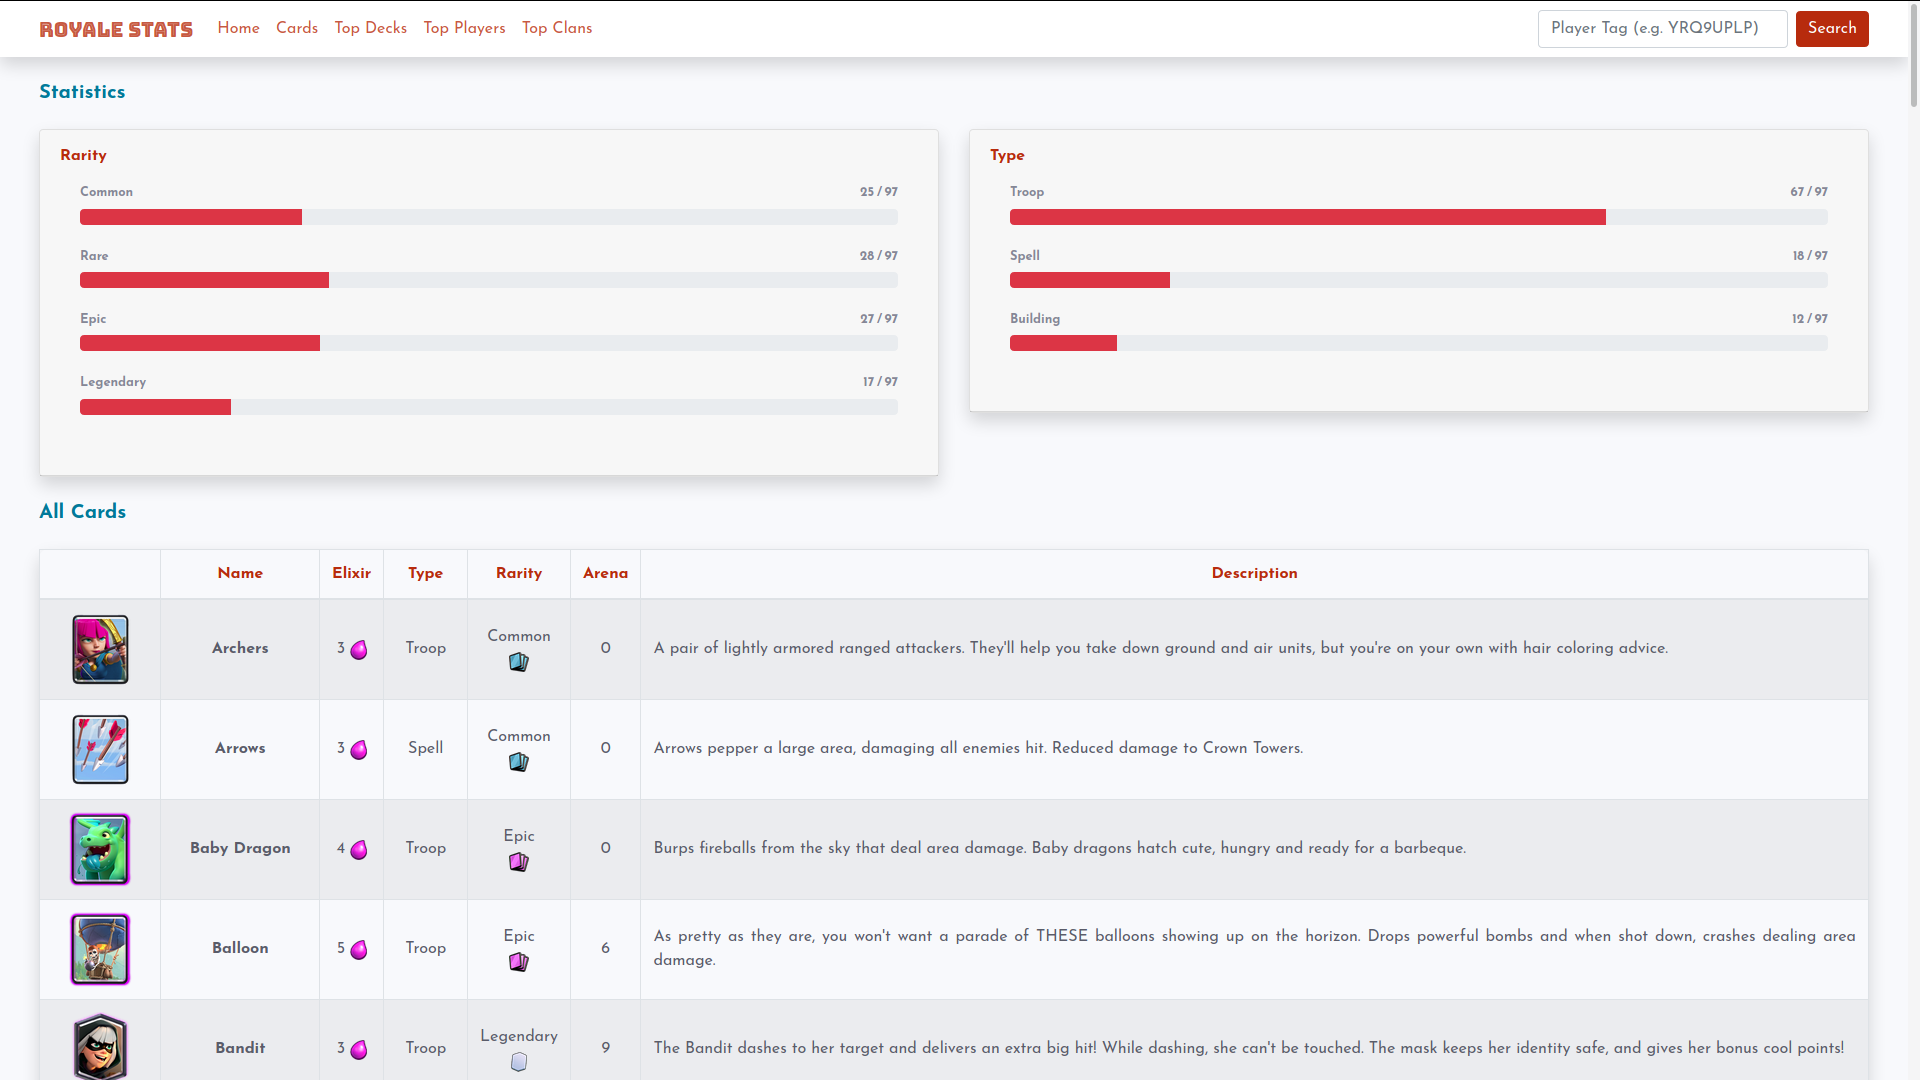 ROYALE STATS Home Cards Top Decks Top Players Top Clans Player Tag (e.g. YRQ9UPLP) Search
Statistics
Rarity
Common 25 / 97
Rare 28 / 97
Epic 27 / 97
Legendary 17 / 97
Type
Troop 67 / 97
Spell 18 / 97
Building 12 / 97
All Cards
Name Elixir Type Rarity Arena Description
Archers 3 Troop Common 0 A pair of lightly armored ranged attackers. They'll help you take down ground and air units, but you're on your own with hair coloring advice.
Arrows 3 Spell Common 0 Arrows pepper a large area, damaging all enemies hit. Reduced damage to Crown Towers.
Baby Dragon 4 Troop Epic 0 Burps fireballs from the sky that deal area damage. Baby dragons hatch cute, hungry and ready for a barbeque.
Balloon 5 Troop Epic 6 As pretty as they are, you won't want a parade of THESE balloons showing up on the horizon. Drops powerful bombs and when shot down, crashes dealing area
damage.
Bandit 3 Troop Legendary 9 The Bandit dashes to her target and delivers an extra big hit! While dashing, she can't be touched. The mask keeps her identity safe, and gives her bonus cool points!